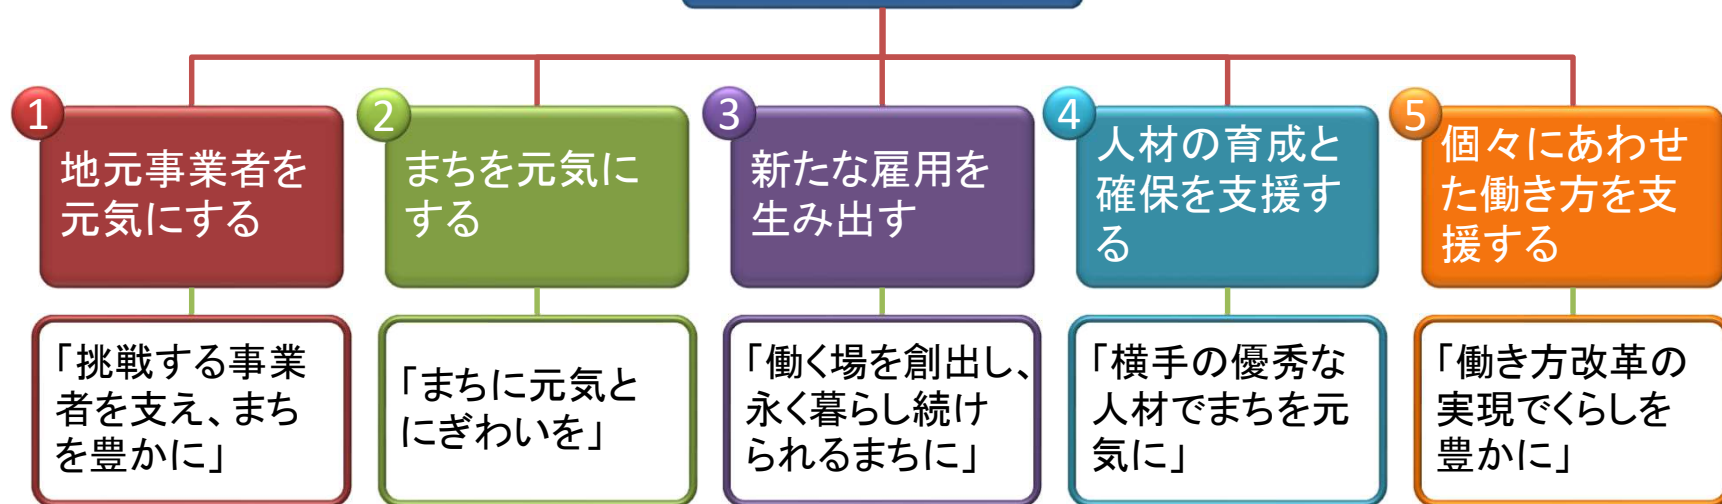 1
地元事業者を
元気にする
2
まちを元気に
する
3
新たな雇用を
生み出す
4
人材の育成と
確保を支援す
る
5
個々にあわせ
た働き方を支
援する
「挑戦する事業
者を支え、まち
を豊かに」
「まちに元気と
にぎわいを」
「働く場を創出し、
永く暮らし続け
られるまちに」
「横手の優秀な
人材でまちを元
気に」
「働き方改革の
実現でくらしを
豊かに」